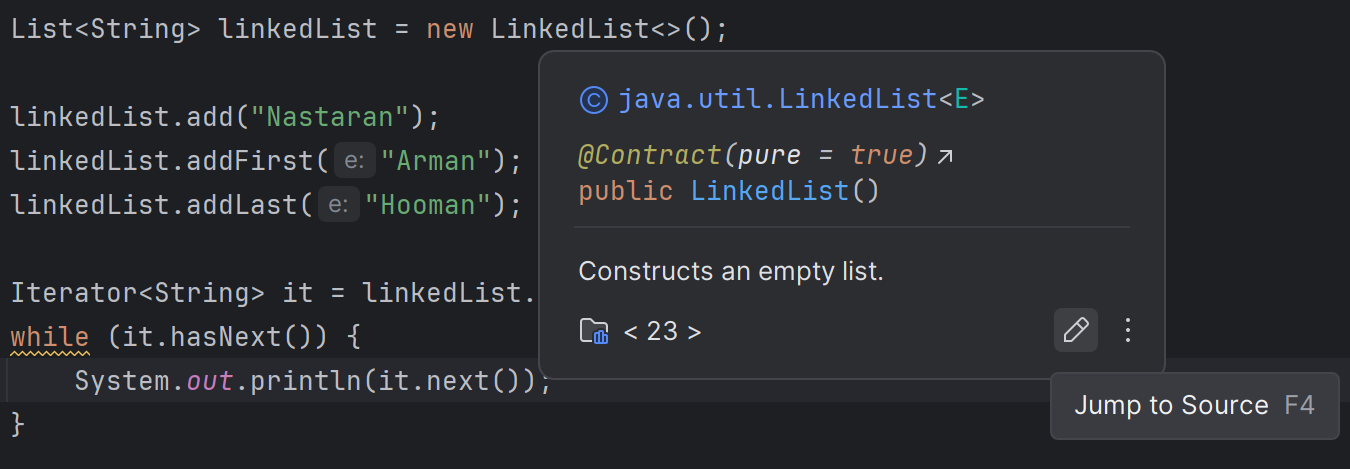 List<String> linkedList = new LinkedList<>();
linkedList.add("Nastaran");
linkedList.addFirst( e: "Arman");
linkedList.addLast( e: "Hooman");
Iterator<String> it = linkedList.
while (it.hasNext()) {
System.out.println(it.next());
}
© java.util.LinkedList<E>
@Contract(pure = true)↗
public LinkedList()
Constructs an empty list.
< 23 >
Jump to Source F4